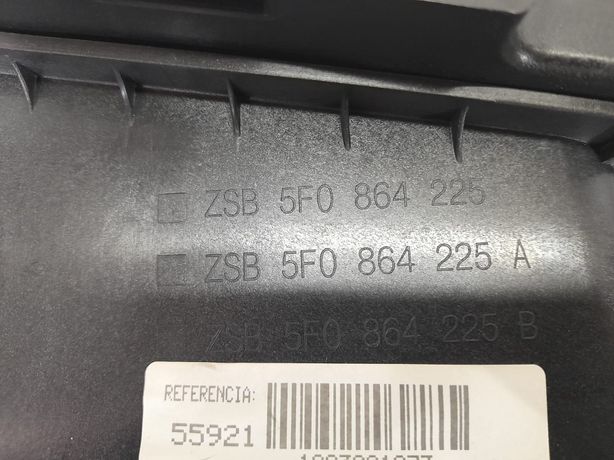 ZSB 5F0 864 225
ZSB 5F0 864 225 A
ZSB 5F0 864 225 B
REFERENCIA:
55921